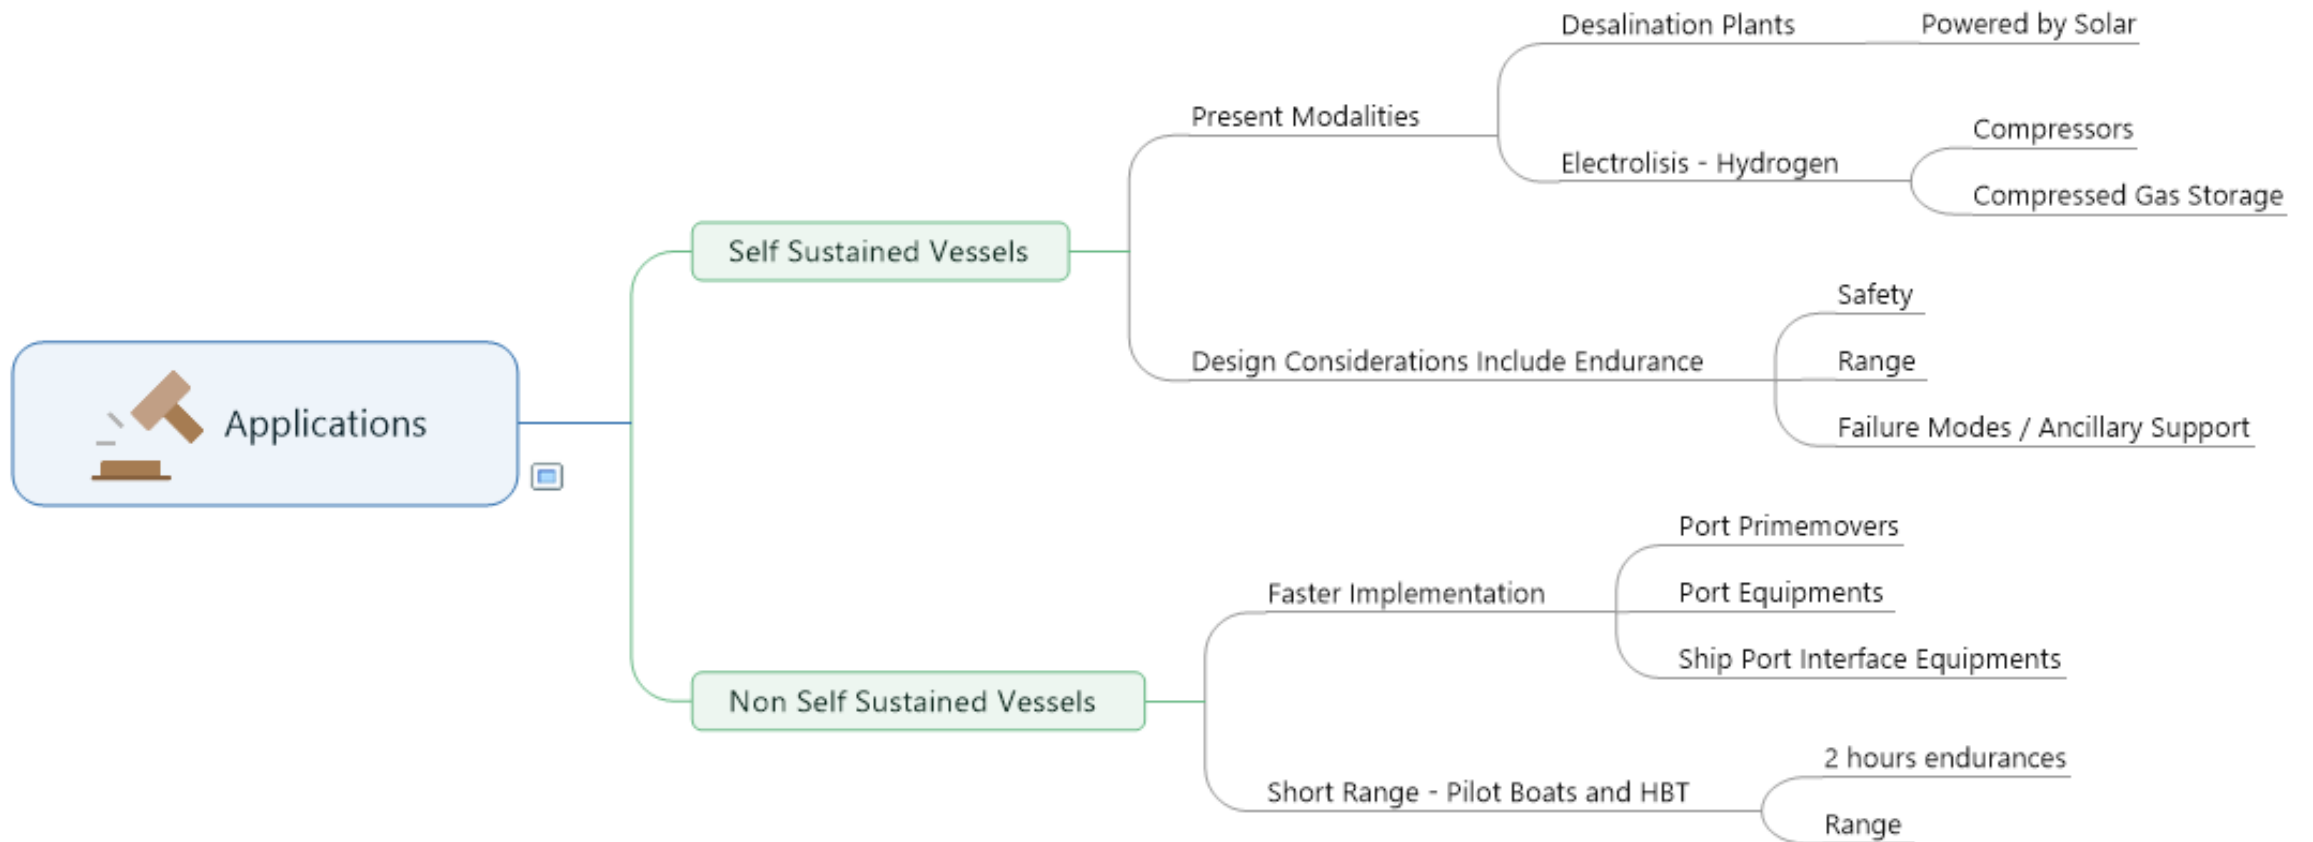 Applications
Self Sustained Vessels
Present Modalities
Desalination Plants
Powered by Solar
Electrolisis - Hydrogen
Compressors
Compressed Gas Storage
Design Considerations Include Endurance
Safety
Range
Failure Modes / Ancillary Support
Non Self Sustained Vessels
Faster Implementation
Port Primemovers
Port Equipments
Ship Port Interface Equipments
Short Range - Pilot Boats and HBT
2 hours endurances
Range